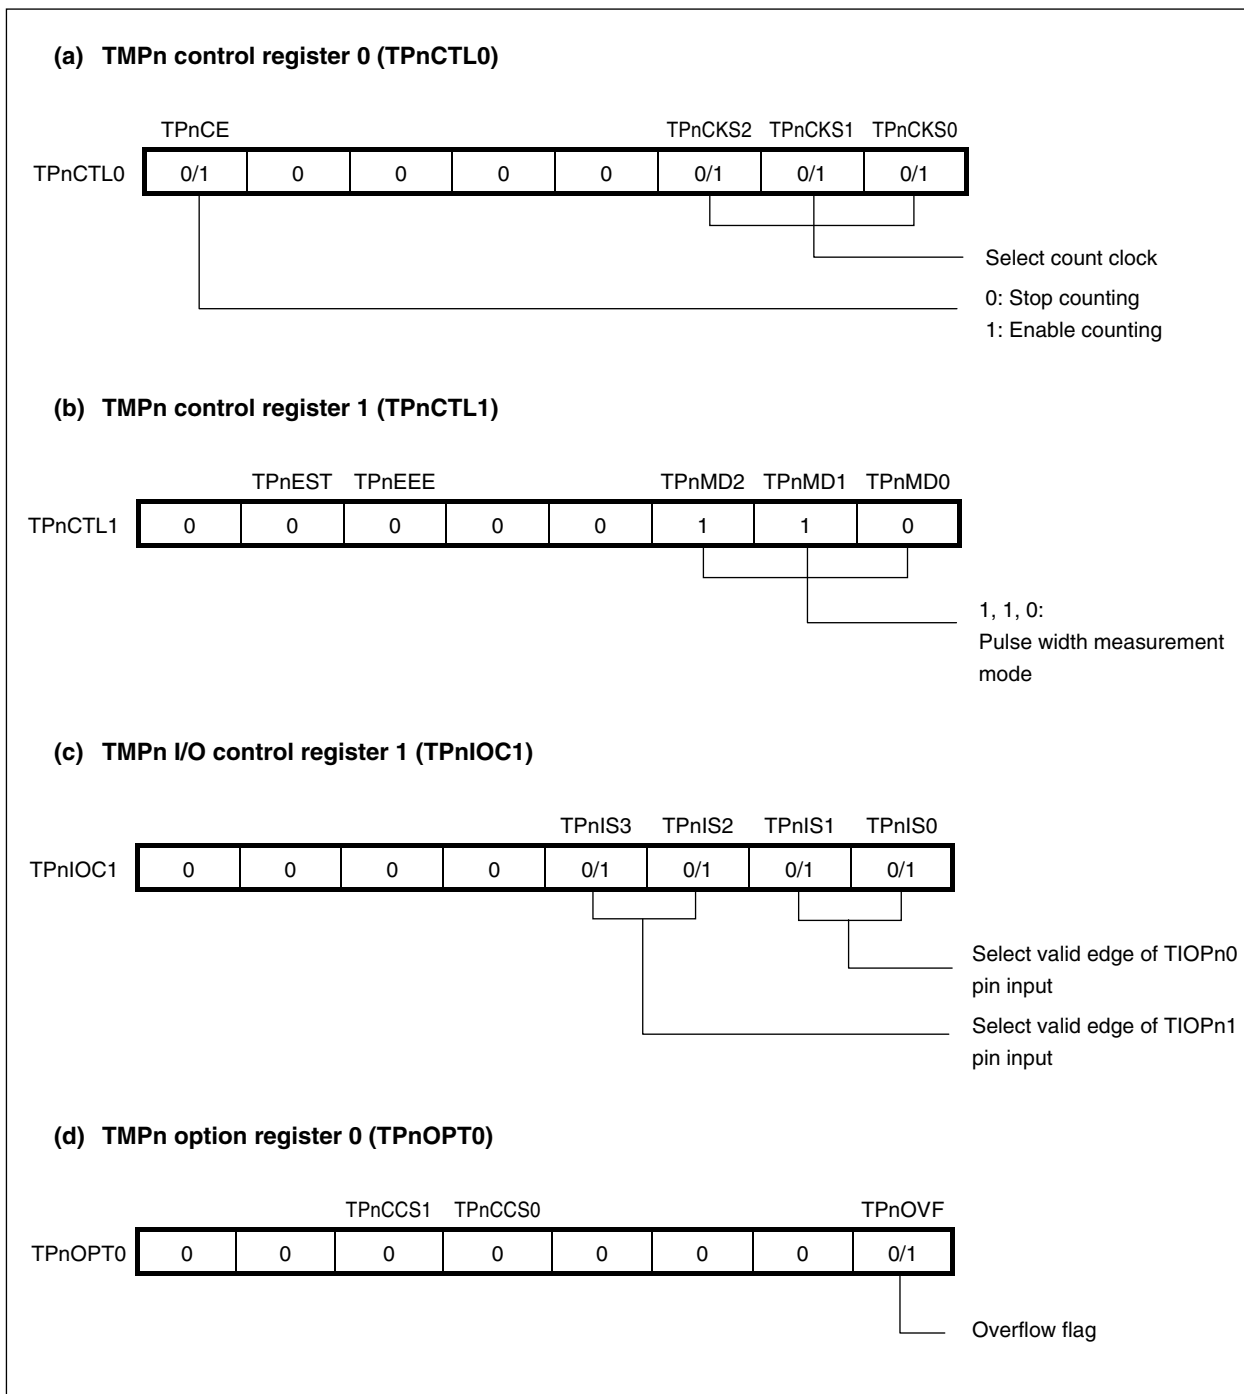 (a) TMPn control register 0 (TPnCTL0)
TPnCE TPnCKS2 TPnCKS1 TPnCKS0
TPnCTL0 0/1 0 0 0 0 0/1 0/1 0/1
Select count clock
0: Stop counting
1: Enable counting
(b) TMPn control register 1 (TPnCTL1)
TPnEST TPnEEE TPnMD2 TPnMD1 TPnMD0
TPnCTL1 0 0 0 0 0 1 1 0
1, 1, 0:
Pulse width measurement
mode
(c) TMPn I/O control register 1 (TPnIOC1)
TPnIS3 TPnIS2 TPnIS1 TPnIS0
TPnIOC1 0 0 0 0 0/1 0/1 0/1 0/1
Select valid edge of TIOPn0
pin input
Select valid edge of TIOPn1
pin input
(d) TMPn option register 0 (TPnOPT0)
TPnCCS1 TPnCCS0 TPnOVF
TPnOPT0 0 0 0 0 0 0 0 0/1
Overflow flag